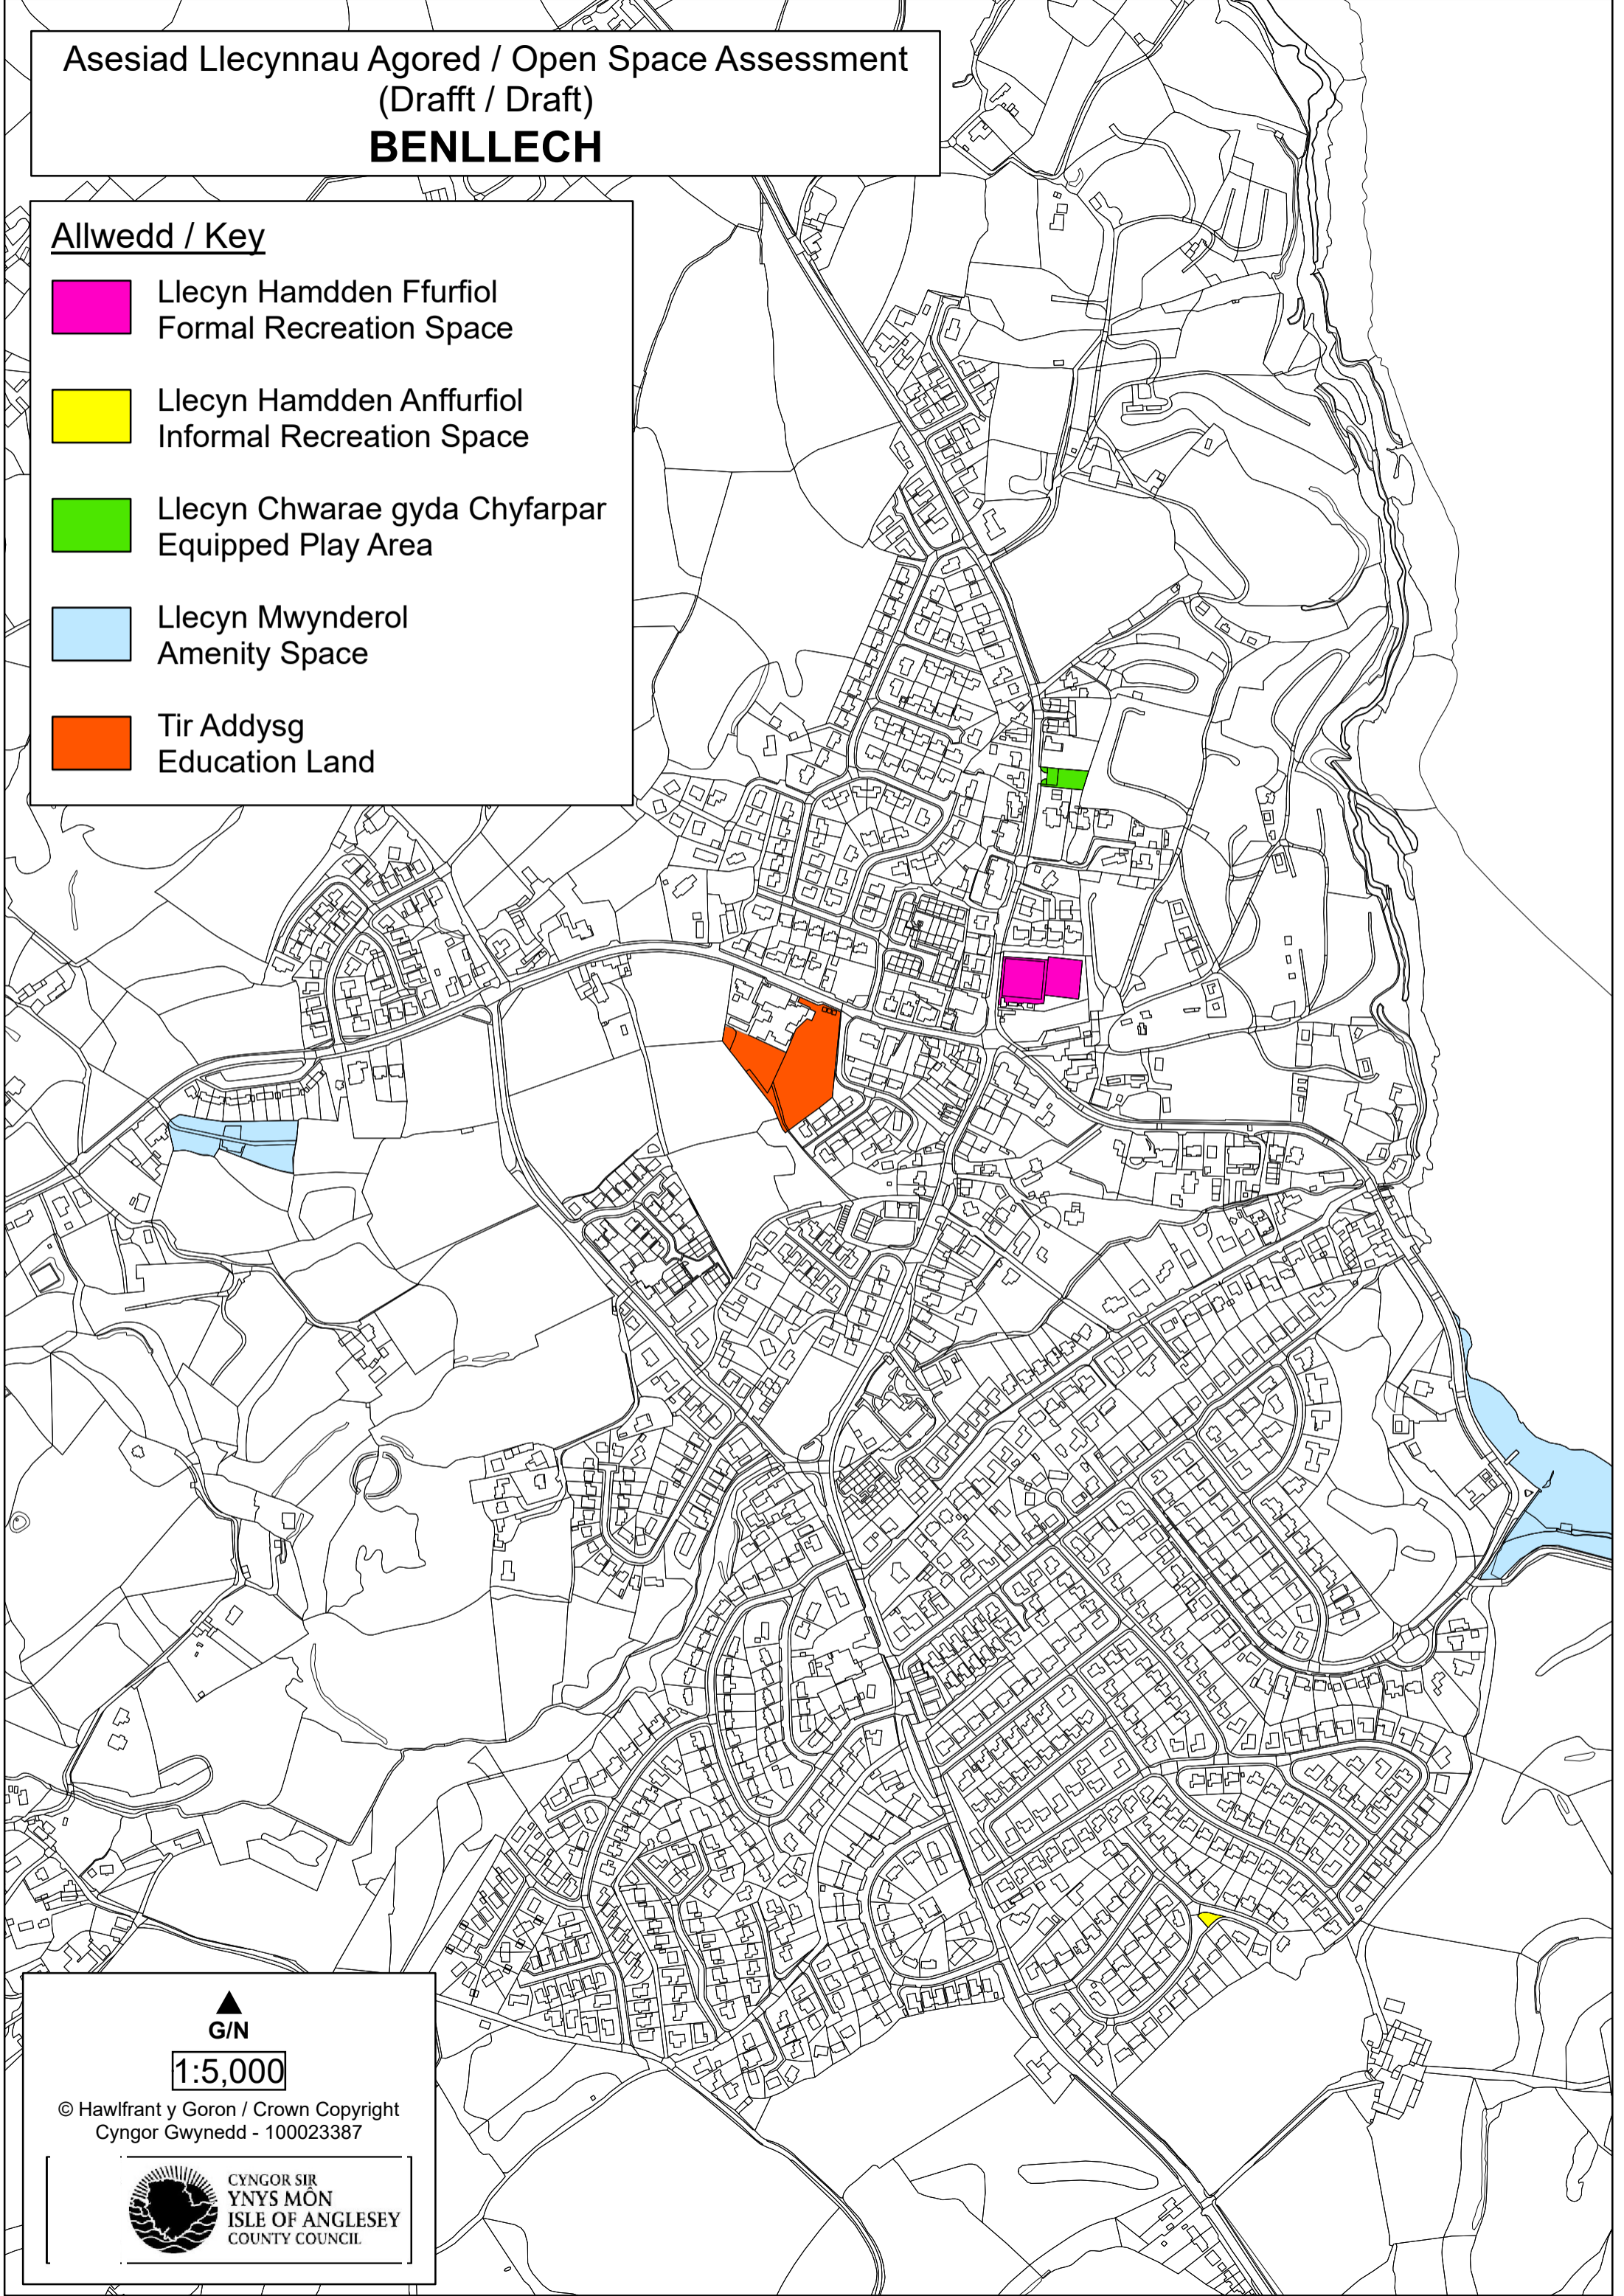 Asesiad Llecynnau Agored / Open Space Assessment
(Drafft / Draft)
BENLLECH
Allwedd / Key
Llecyn Hamdden Ffurfiol
Formal Recreation Space
Llecyn Hamdden Anffurfiol
Informal Recreation Space
Llecyn Chwarae gyda Chyfarpar
Equipped Play Area
Llecyn Mwynderol
Amenity Space
Tir Addysg
Education Land
G/N
1:5,000
© Hawlfrant y Goron / Crown Copyright
Cyngor Gwynedd - 100023387
CYNGOR SIR
YNYS MÔN
ISLE OF ANGLESEY
COUNTY COUNCIL